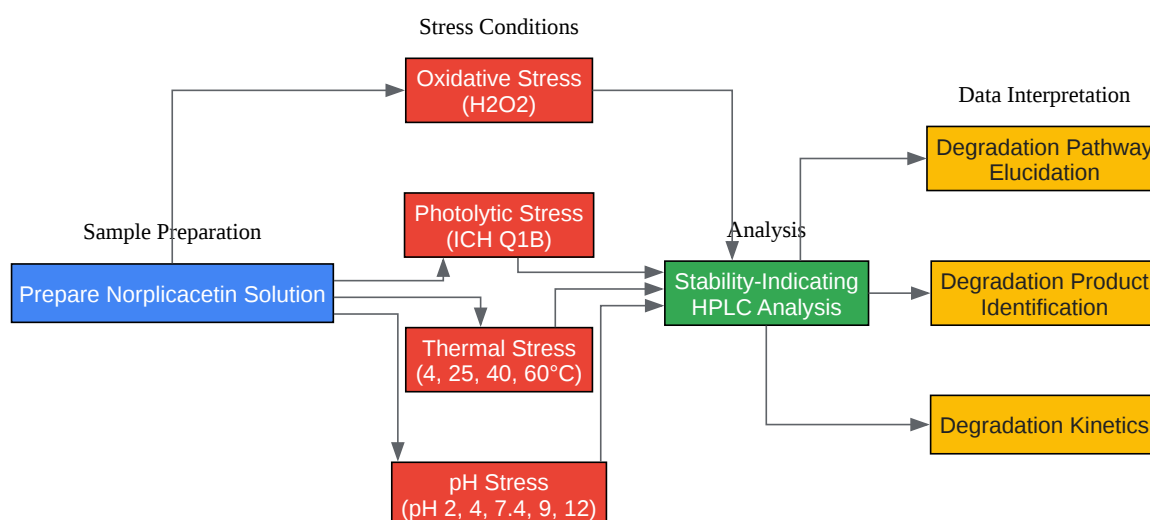 Stress Conditions
Oxidative Stress
(H2O2)
Data Interpretation
Degradation Pathway
Elucidation
Photolytic Stress
(ICH Q1B)
Sample Preparation
Analysis
Prepare Norplicacetin Solution
Stability-Indicating
HPLC Analysis
Degradation Product
Identification
Thermal Stress
(4, 25, 40, 60°C)
Degradation Kinetics
pH Stress
(pH 2, 4, 7.4, 9, 12)